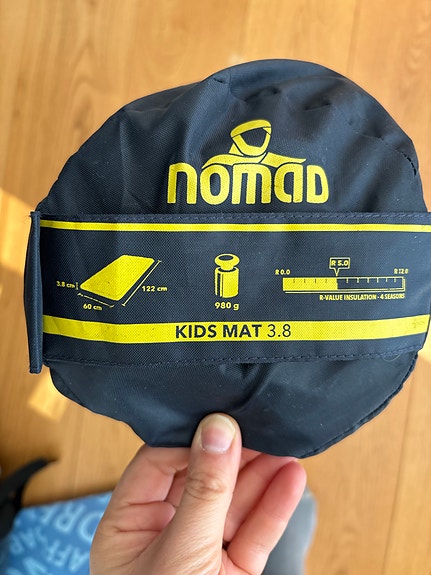 nomad
R 0.0
R 5.0
R 12.0
3.8 cm
122 cm
60 cm
980 g
R-VALUE INSULATION - 4 SEASONS
KIDS MAT 3.8